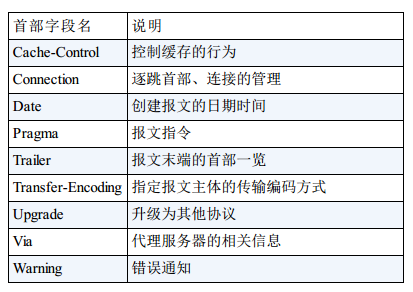 首部字段名 说明
Cache-Control 控制缓存的行为
Connection 逐跳首部、连接的管理
Date 创建报文的日期时间
Pragma 报文指令
Trailer 报文末端的首部一览
Transfer-Encoding 指定报文主体的传输编码方式
Upgrade 升级为其他协议
Via 代理服务器的相关信息
Warning 错误通知